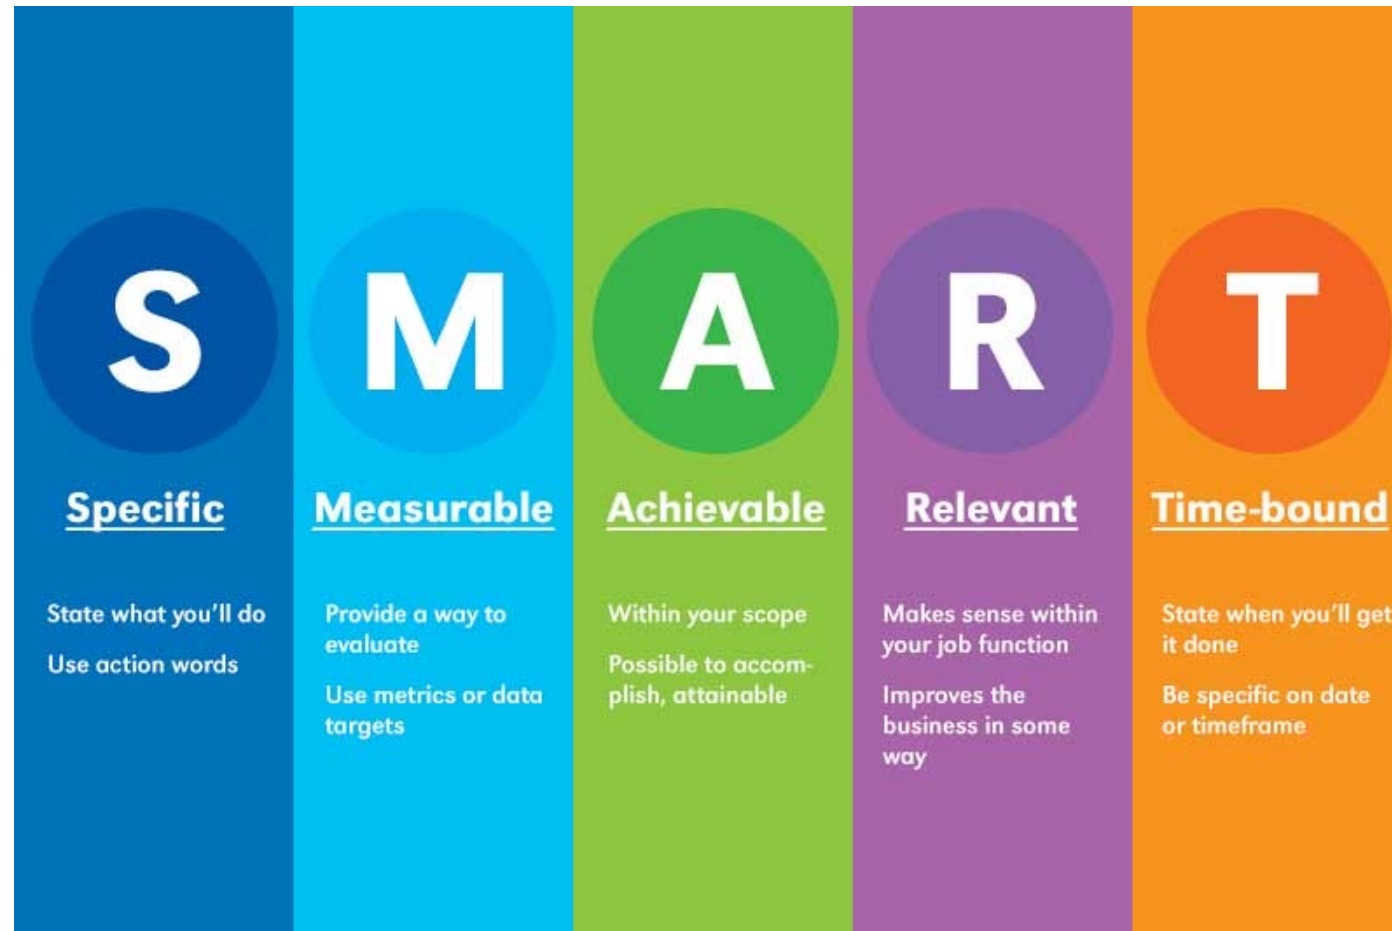 S
Specific
State what you'll do
Use action words
M
Measurable
Provide a way to
evaluate
Use metrics or data
targets
A
Achievable
Within your scope
Possible to accom-
plish, attainable
R
Relevant
Makes sense within
your job function
Improves the
business in some
way
T
Time-bound
State when you'll get
it done
Be specific on date
or timeframe